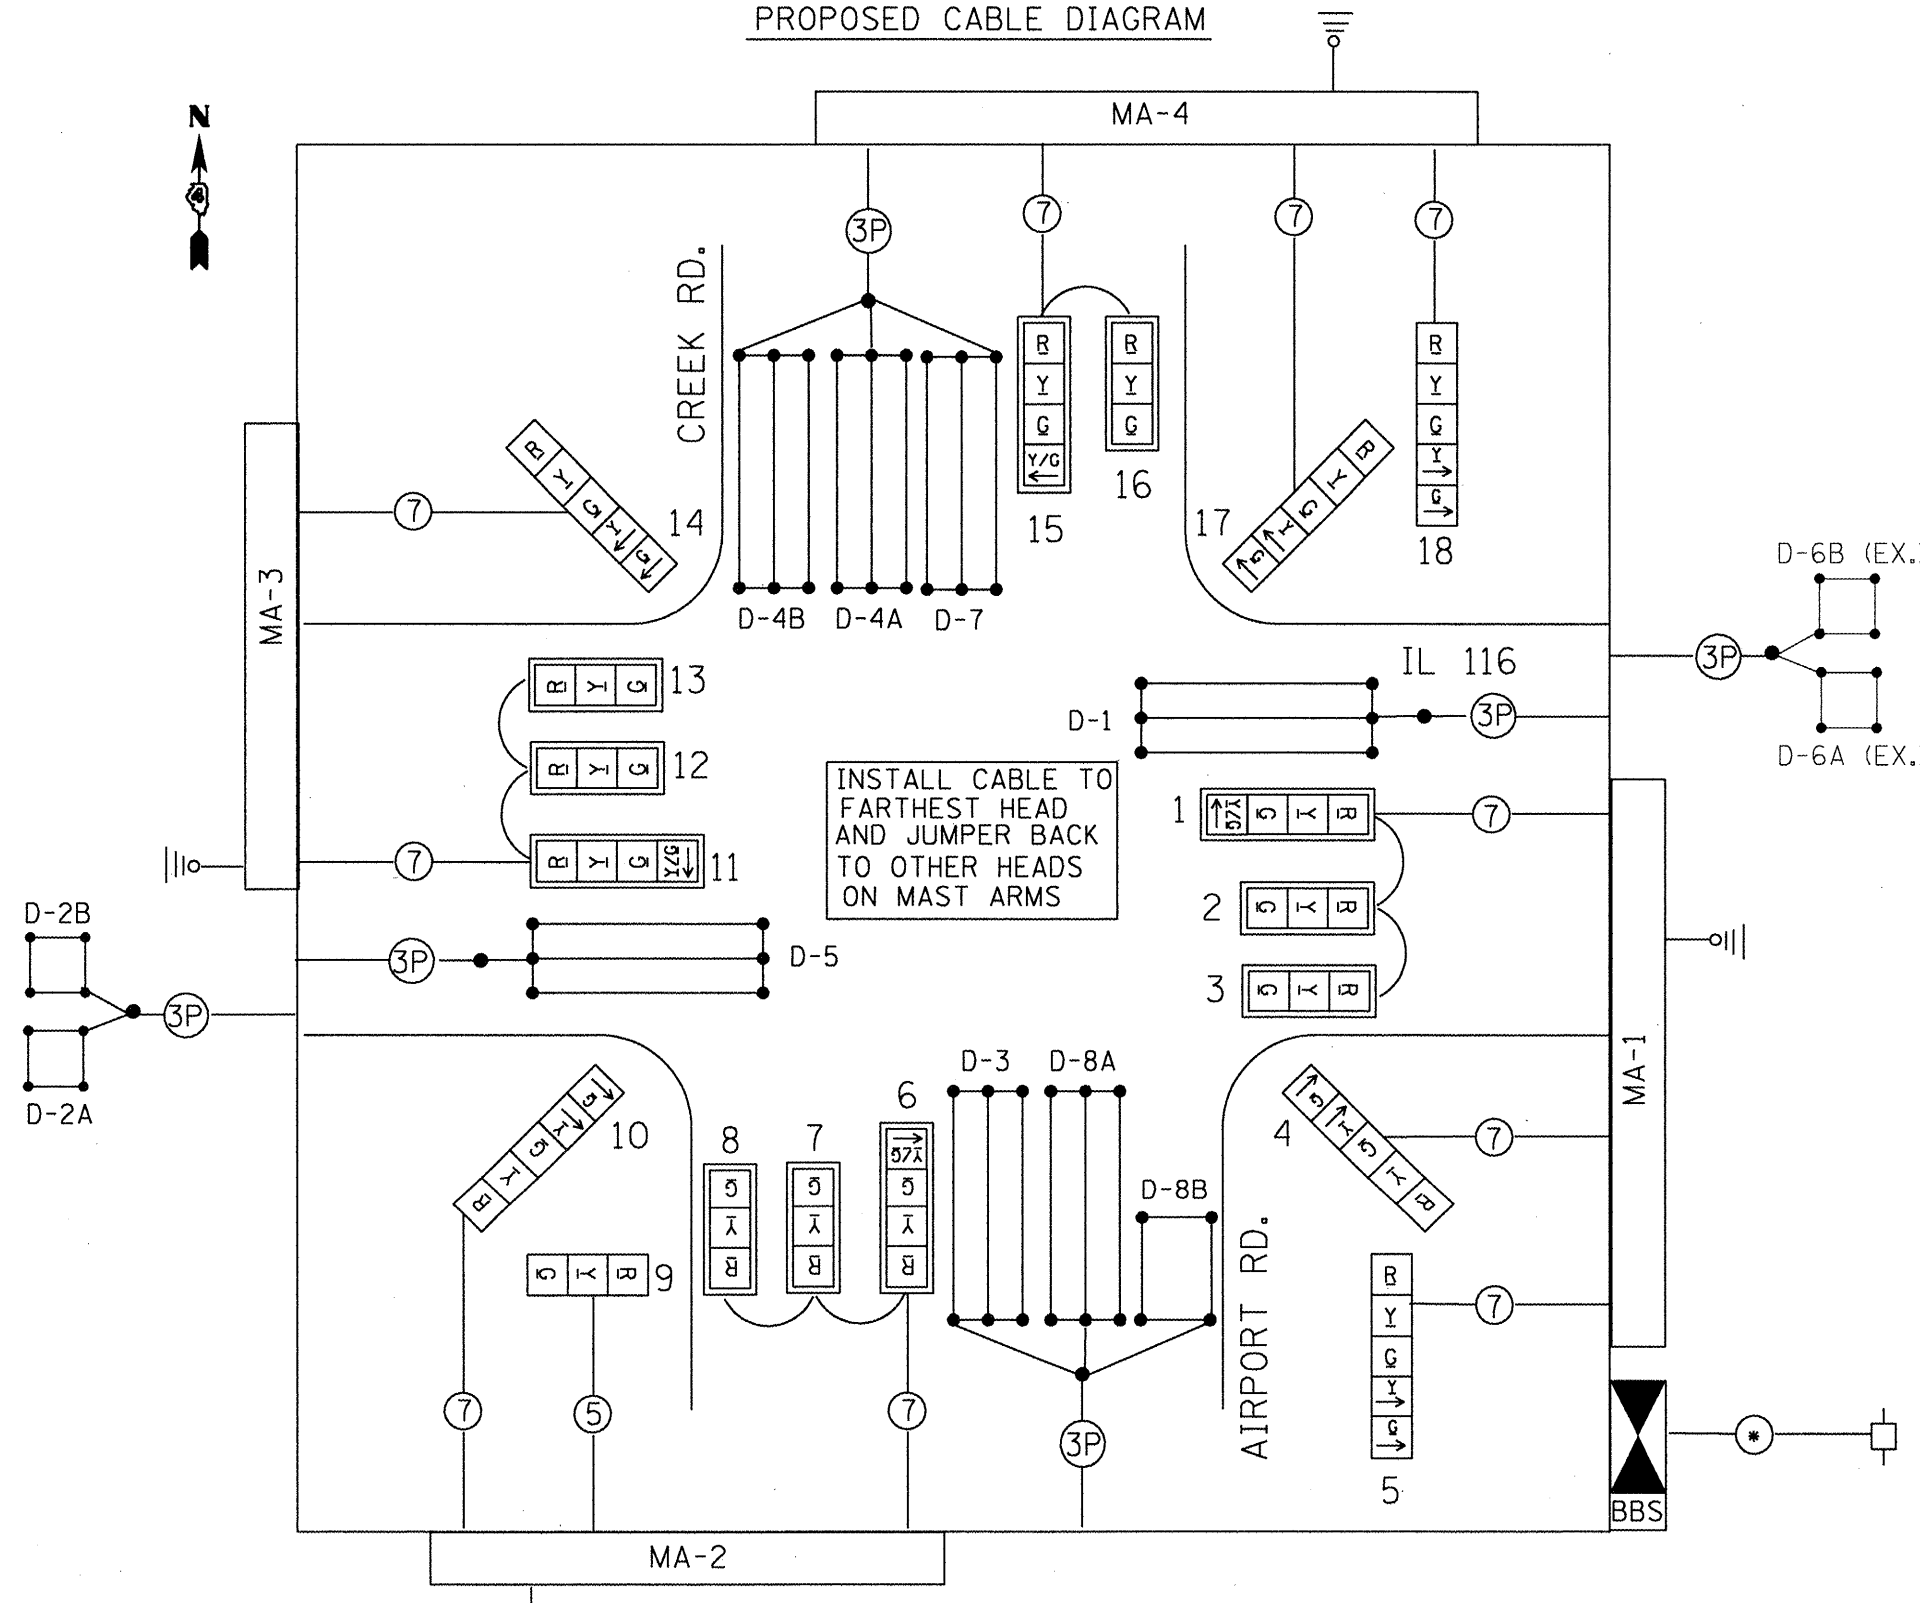 PROPOSED CABLE DIAGRAM
MA-4
N
4
3P
7
7
7
CREEK RD.
R
Y
G
Y/G
15
R
Y
G
16
R
Y
G
Y
G
14
7
R
Y
G
Y
G
17
R
Y
G
Y
G
18
D-4B D-4A D-7
MA-3
D-6B (EX.
3P
D-6A (EX.
IL 116
D-1
3P
R Y G 13
R Y G 12
R Y G Y/G 11
7
INSTALL CABLE TO
FARTHEST HEAD
AND JUMPER BACK
TO OTHER HEADS
ON MAST ARMS
1 Y/G G Y R
7
2 G Y R
3 G Y R
D-2B
3P
D-2A
3P
D-5
MA-1
D-3 D-8A
D-8B
6
Y/G
G
Y
R
7
G
Y
R
8
G
Y
R
10
G
Y
G
Y
R
G Y R 9
7
5
7
3P
AIRPORT RD.
4
G
Y
G
Y
R
7
R
Y
G
Y
G
5
7
*
BBS
MA-2